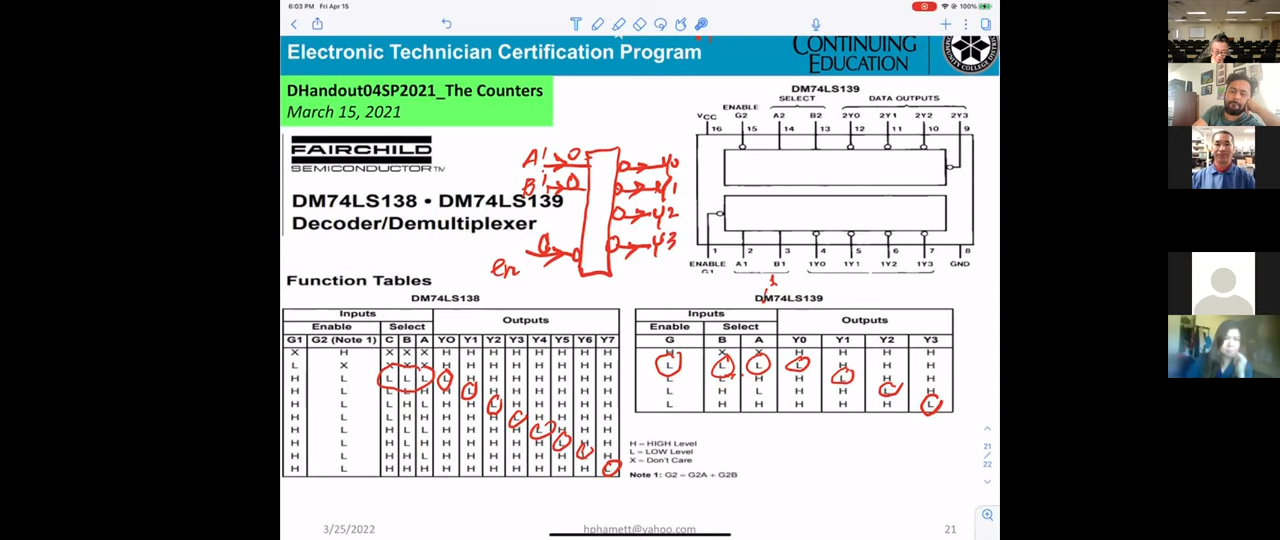 6:03 PM Fri Apr 15
100%
T
Electronic Technician Certification Program
CONTINUING
EDUCATION
DHandout04SP2021_The Counters
March 15, 2021
FAIRCHILD
SEMICONDUCTOR™
DM74LS138 • DM74LS139
Decoder/Demultiplexer
A 0 Y0
B 0 Y1
Y2
Y3
en
DM74LS139
ENABLE SELECT DATA OUTPUTS
VCC G2 A2 B2 2Y0 2Y1 2Y2 2Y3
16 15 14 13 12 11 10 9
1 2 3 4 5 6 7 8
ENABLE A1 B1 1Y0 1Y1 1Y2 1Y3 GND
G1
Function Tables
DM74LS138
Inputs Outputs
Enable Select
G1 G2 (Note 1) C B A Y0 Y1 Y2 Y3 Y4 Y5 Y6 Y7
X H X X X H H H H H H H H
L X X X X H H H H H H H H
H L L L L L H H H H H H H
H L L L H H L H H H H H H
H L L H L H H L H H H H H
H L L H H H H H L H H H H
H L H L L H H H H L H H H
H L H L H H H H H H L H H
H L H H L H H H H H H L H
H L H H H H H H H H H H L
DM74LS139
Inputs Outputs
Enable Select
G B A Y0 Y1 Y2 Y3
H X X H H H H
L L L L H H H
L L H H L H H
L H L H H L H
L H H H H H L
H = HIGH Level
L = LOW Level
X = Don't Care
Note 1: G2 = G2A + G2B
21
/
22
3/25/2022
hphamett@yahoo.com
21